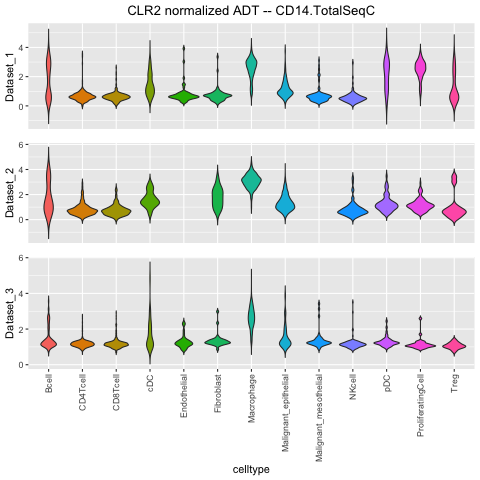 CLR2 normalized ADT -- CD14.TotalSeqC
Dataset_1
4
2
0
Dataset_2
6
4
2
0
Dataset_3
6
4
2
0
Bcell
CD4Tcell
CD8Tcell
cDC
Endothelial
Fibroblast
Macrophage
Malignant_epithelial
Malignant_mesothelial
NKcell
pDC
ProliferatingCell
Treg
celltype